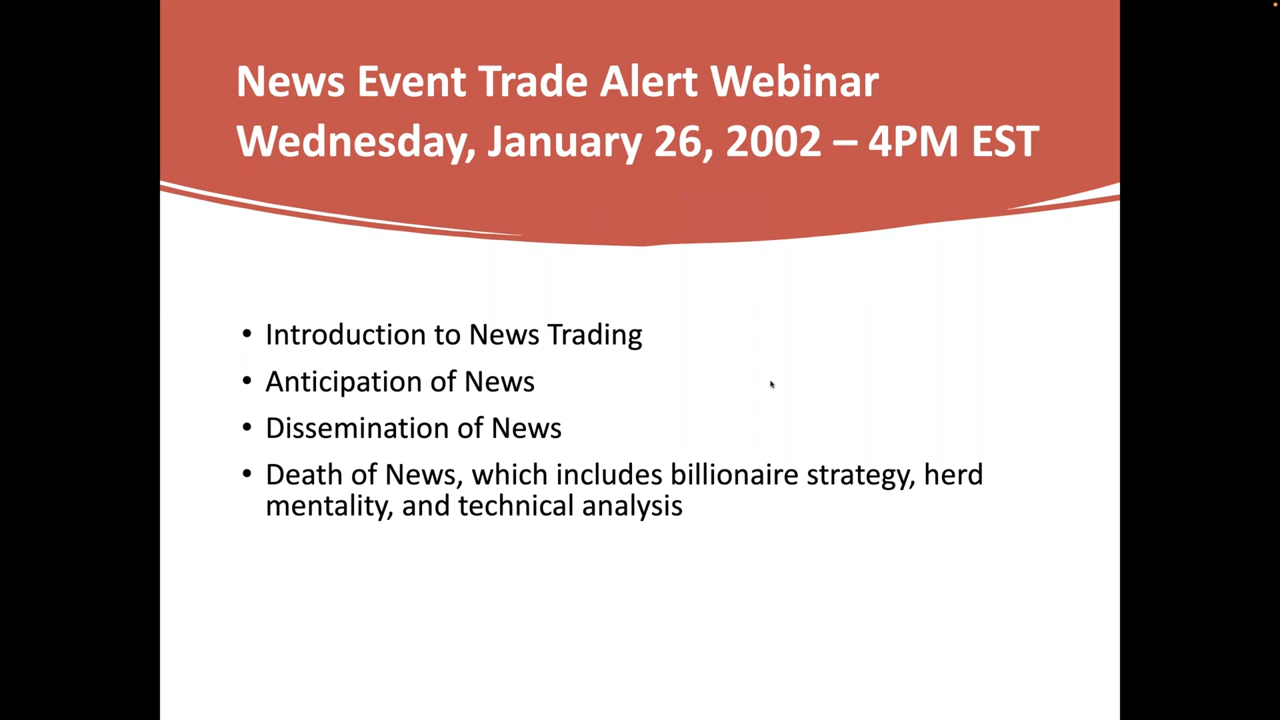 News Event Trade Alert Webinar
Wednesday, January 26, 2002 – 4PM EST
• Introduction to News Trading
• Anticipation of News
• Dissemination of News
• Death of News, which includes billionaire strategy, herd
mentality, and technical analysis